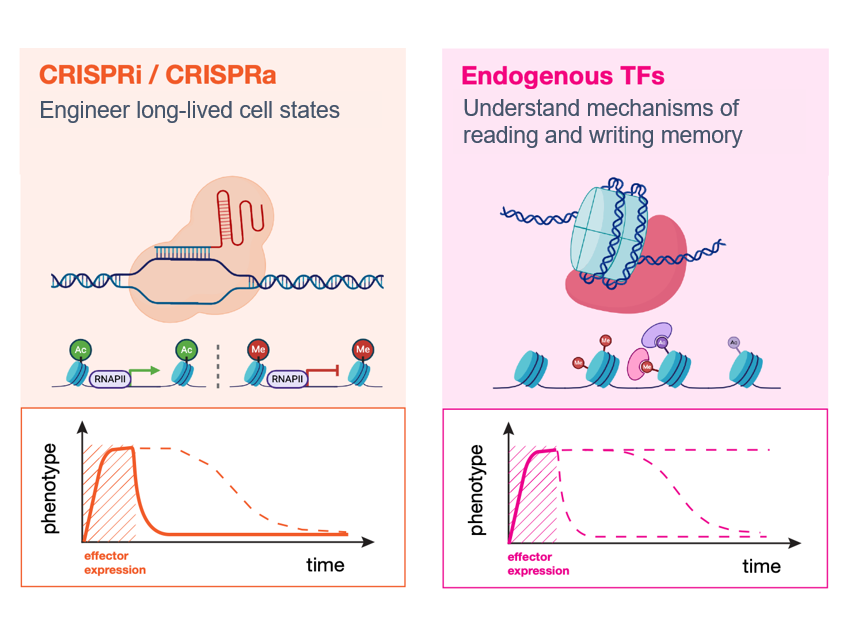 CRISPRi / CRISPRa
Engineer long-lived cell states
Ac
RNAPII
Ac
Me
RNAPII
Me
phenotype
effector
expression
time
Endogenous TFs
Understand mechanisms of
reading and writing memory
Me
Me
Ac
Me
Ac
phenotype
effector
expression
time